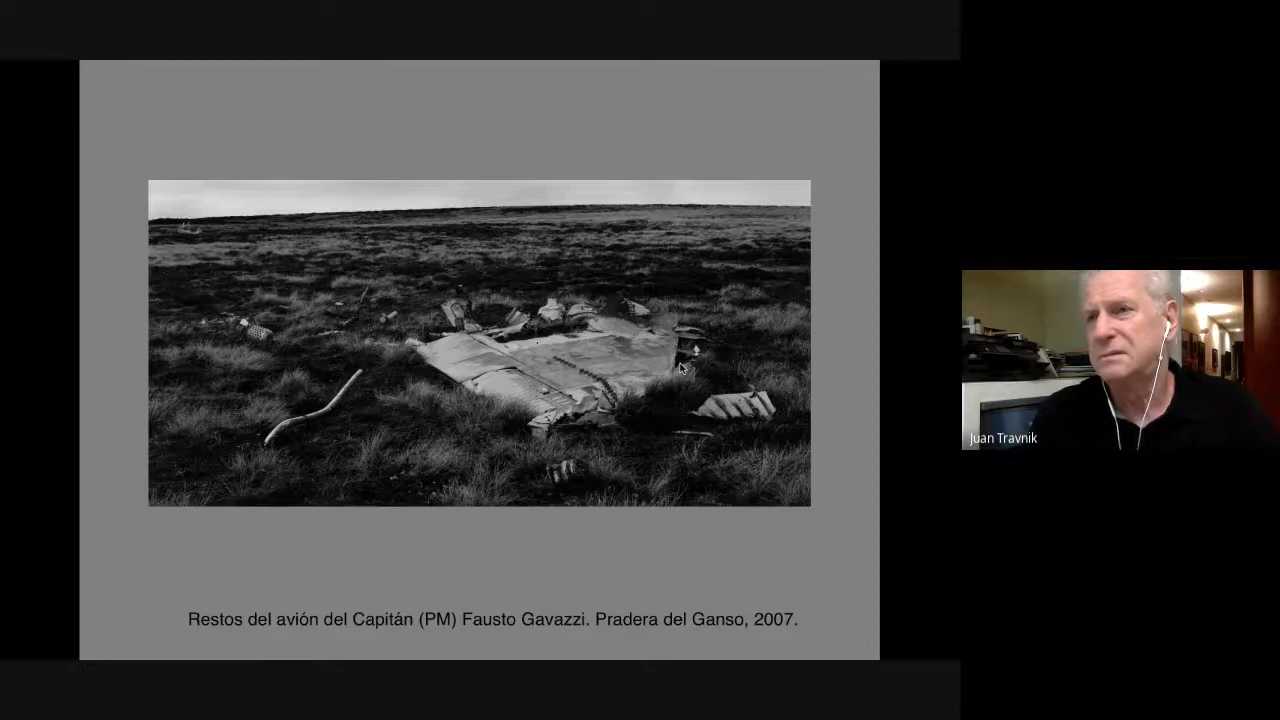 Juan Travnik
Restos del avión del Capitán (PM) Fausto Gavazzi. Pradera del Ganso, 2007.